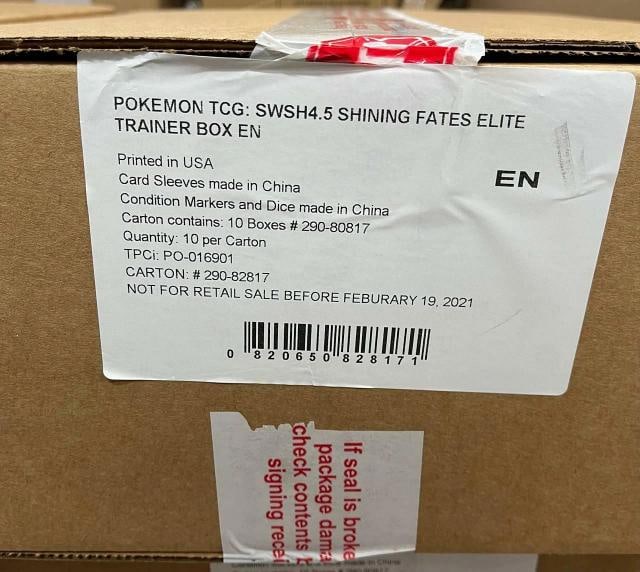 POKEMON TCG: SWSH4.5 SHINING FATES ELITE
TRAINER BOX EN
Printed in USA
Card Sleeves made in China
EN
Condition Markers and Dice made in China
Carton contains: 10 Boxes # 290-80817
Quantity: 10 per Carton
TPCi: PO-016901
CARTON: # 290-82817
NOT FOR RETAIL SALE BEFORE FEBURARY 19, 2021
0 820650 828171
If seal is broke
package dama
check contents b
signing recei